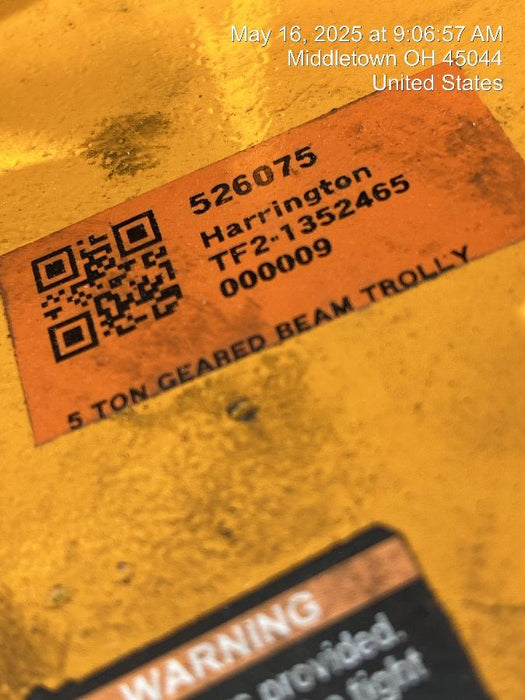 May 16, 2025 at 9:06:57 AM
Middletown OH 45044
United States
526075
Harrington
TF2-1352465
000009
5 TON GEARED BEAM TROLLY
WARNING
provided.
tight